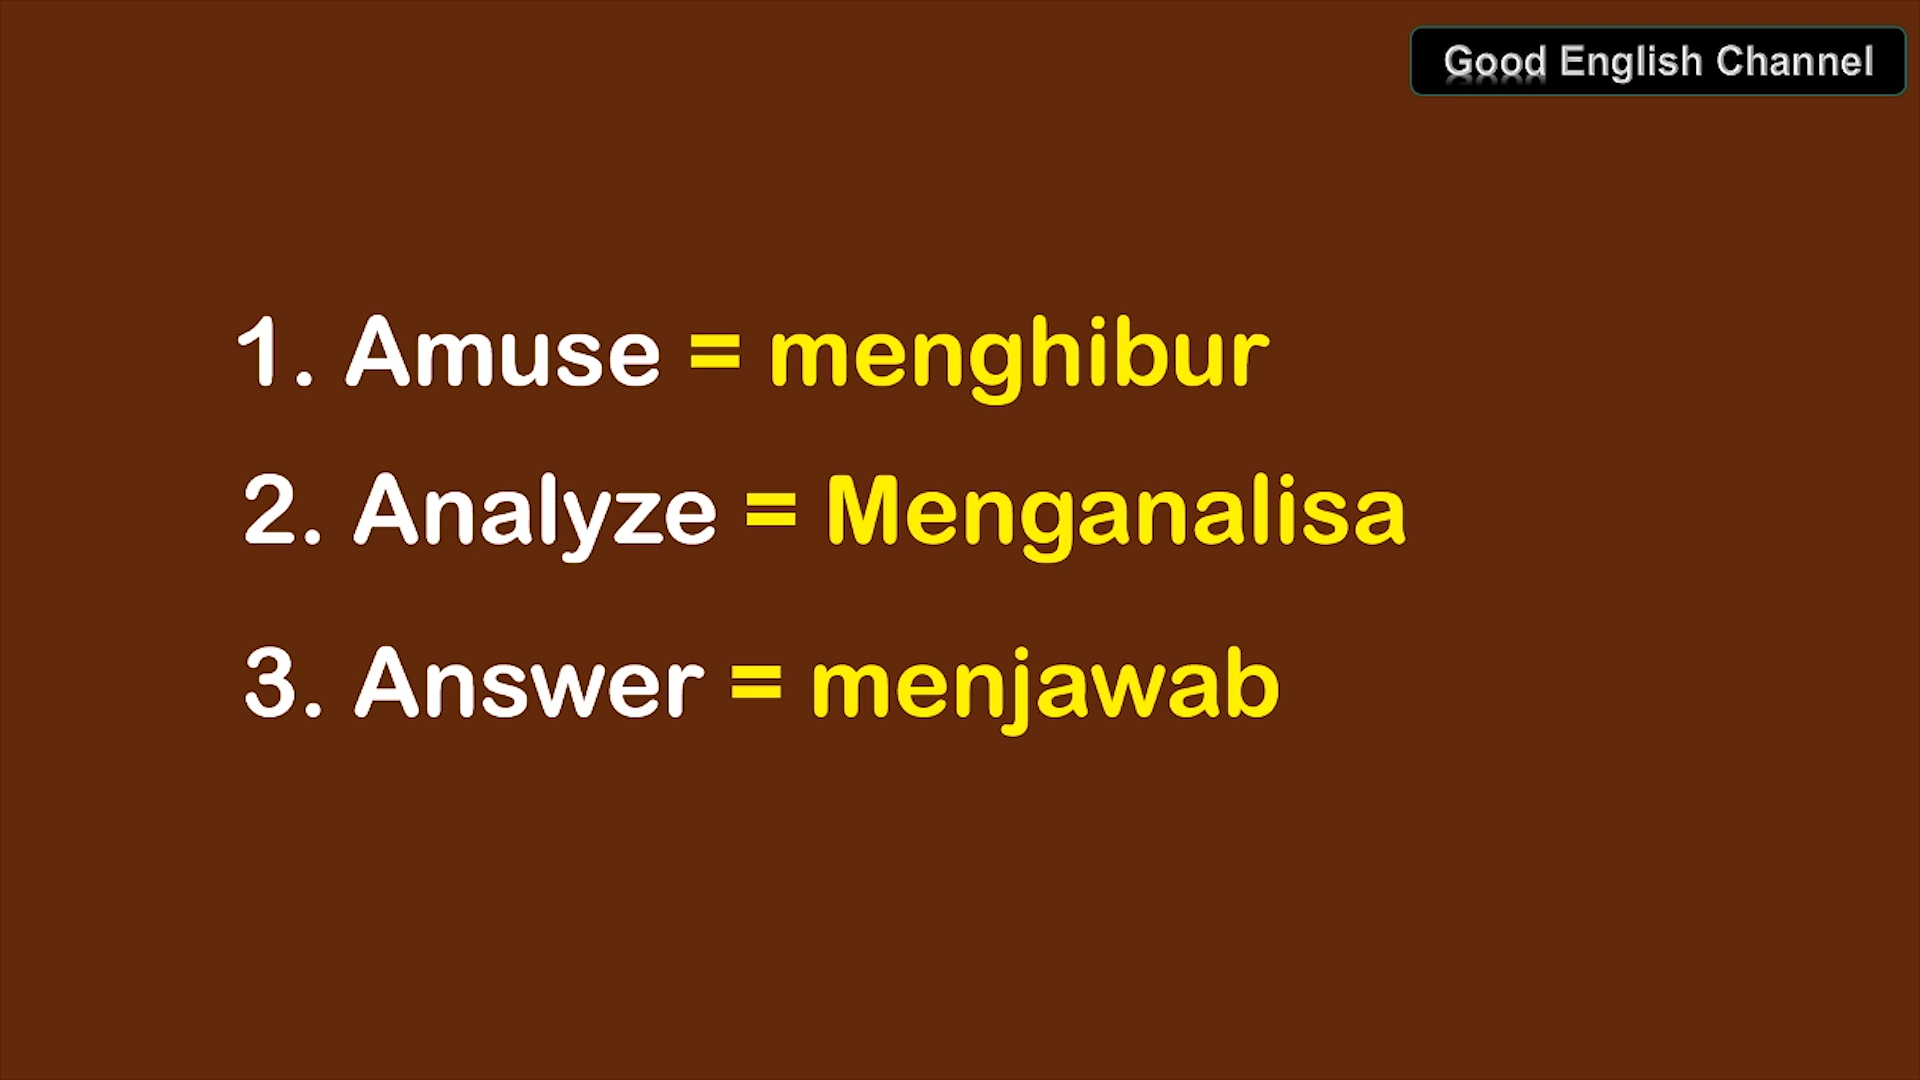 Good English Channel
1. Amuse = menghibur
2. Analyze = Menganalisa
3. Answer = menjawab